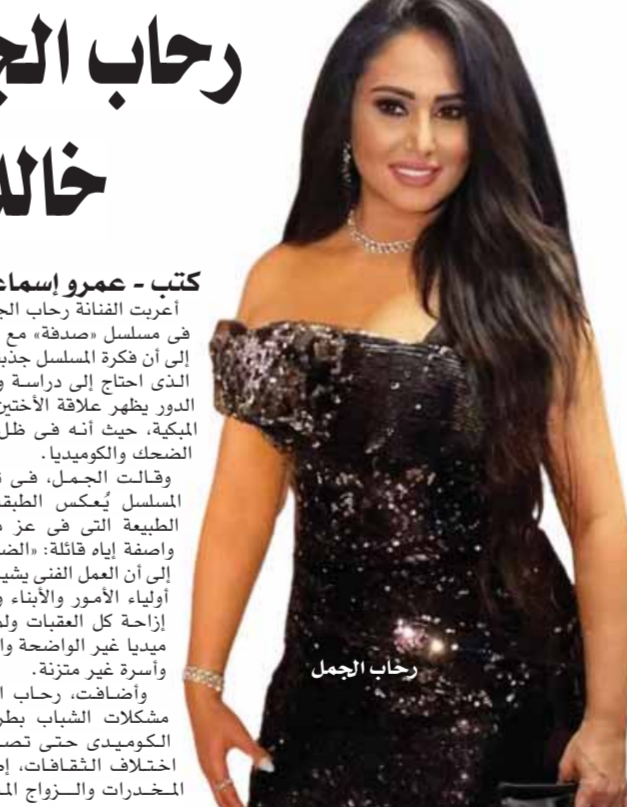 رحاب الج
خالد
كتب - عمرو إسماع
أعربت الفنانة رحاب الج
فى مسلسل «صدفة» مع
إلى أن فكرة المسلسل جذب
الذى احتاج إلى دراسة و
الدور يظهر علاقة الأختين
المبكية، حيث أنه فى ظل
الضحك والكوميديا.
وقالت الجمل، فى
المسلسل يُعكس الطبق
الطبيعة التى فى عز
واصفة إياه قائلة: «الض
إلى أن العمل الفنى يشي
أولياء الأمور والأبناء و
إزاحة كل العقبات ول
ميديا غير الواضحة وا
وأسرة غير متزنة.
وأضافت، رحاب ا
مشكلات الشباب بطر
الكوميدى حتى تص
اختلاف الثقافات، إ
المخدرات والزواج الم
رحاب الجمل